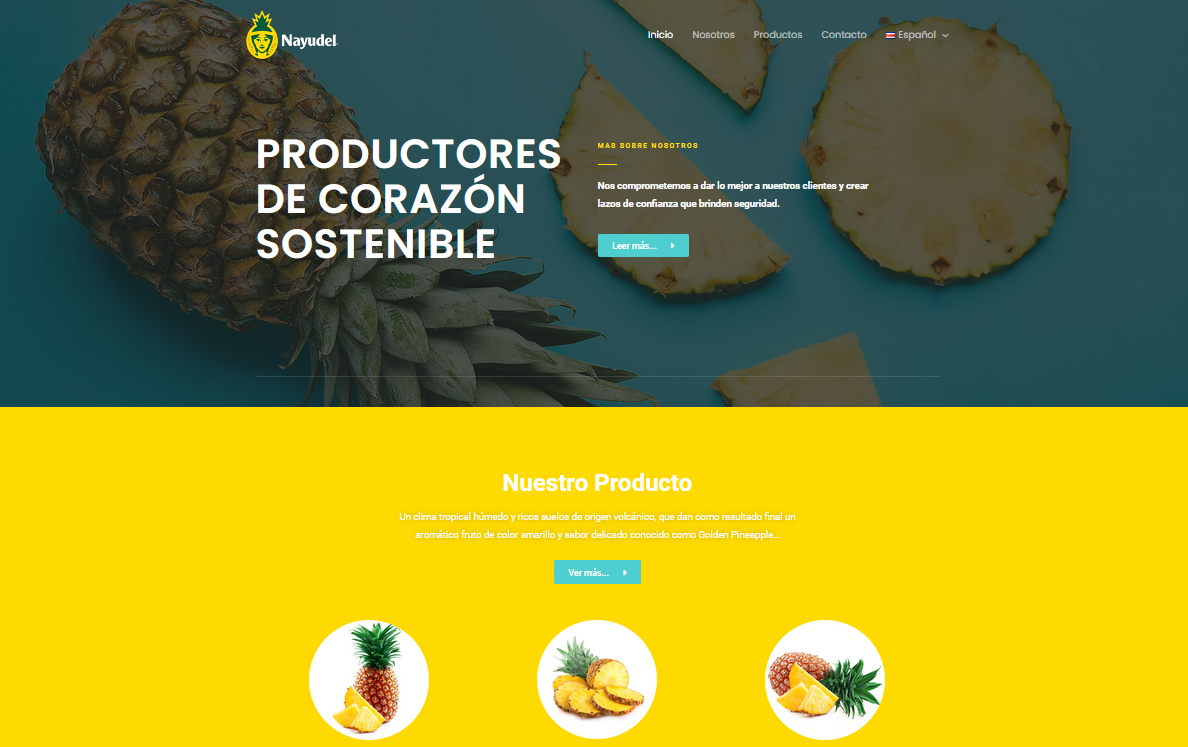 Nayudel
Inicio
Nosotros
Productos
Contacto
Español
PRODUCTORES
DE CORAZÓN
SOSTENIBLE
MAS SOBRE NOSOTROS
Nos comprometemos a dar lo mejor a nuestros clientes y crear
lazos de confianza que brinden seguridad.
Leer más...
Nuestro Producto
Un clima tropical húmedo y ricos suelos de origen volcánico, que dan como resultado final un
aromático fruto de color amarillo y sabor delicado conocido como Golden Pineapple...
Ver más...